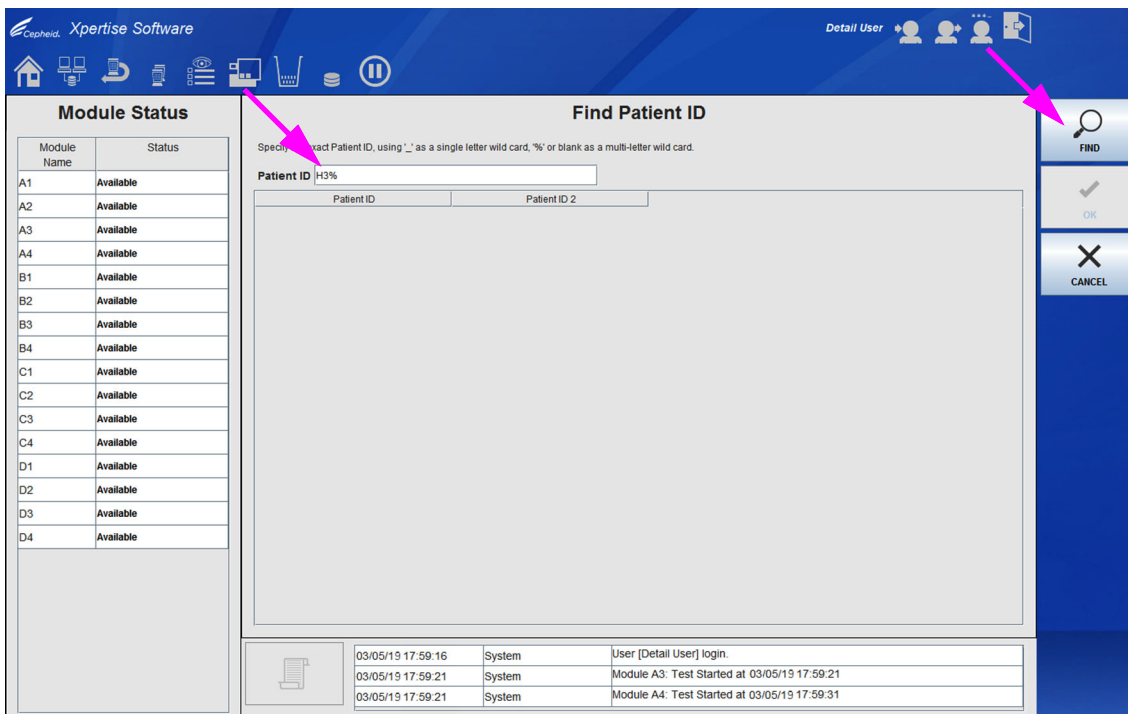 Cepheid. Xpertise Software
Detail User
Module Status
Module Name Status
A1 Available
A2 Available
A3 Available
A4 Available
B1 Available
B2 Available
B3 Available
B4 Available
C1 Available
C2 Available
C3 Available
C4 Available
D1 Available
D2 Available
D3 Available
D4 Available
Find Patient ID
Specify exact Patient ID, using '_' as a single letter wild card, '%' or blank as a multi-letter wild card.
Patient ID H3%
Patient ID Patient ID 2
03/05/19 17:59:16 System User [Detail User] login.
03/05/19 17:59:21 System Module A3: Test Started at 03/05/19 17:59:21
03/05/19 17:59:21 System Module A4: Test Started at 03/05/19 17:59:31
FIND
OK
CANCEL